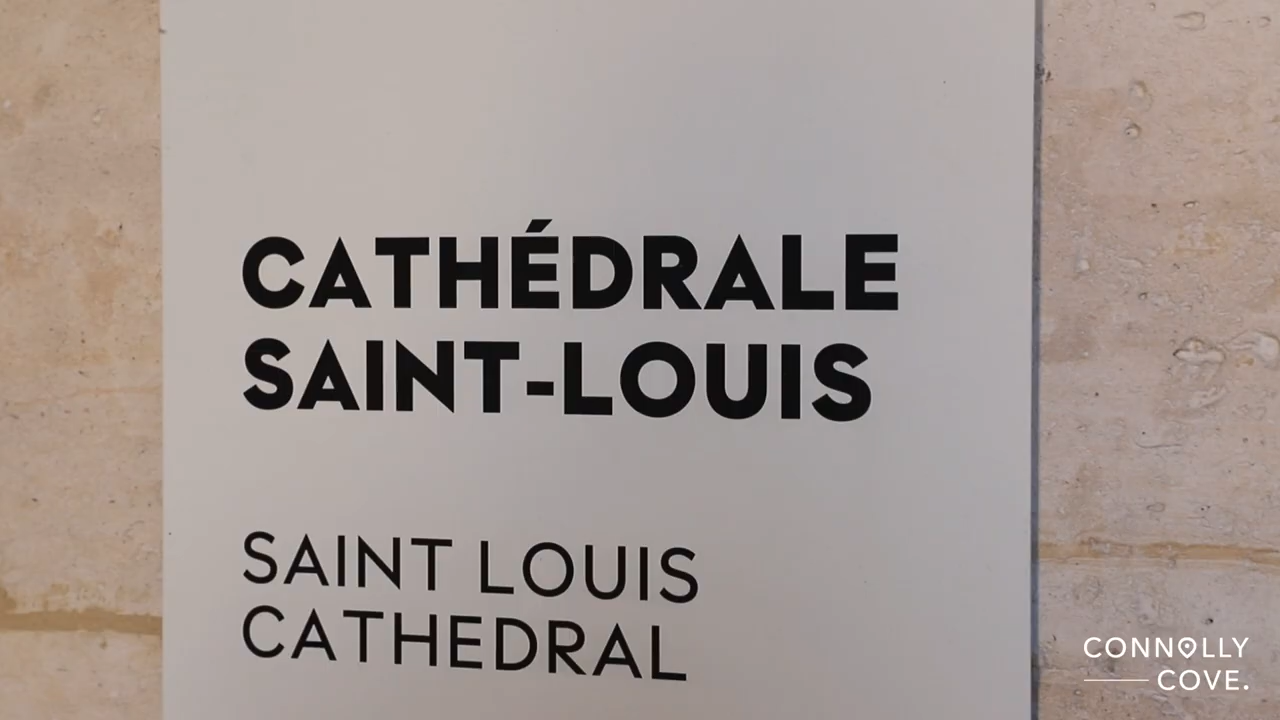 CATHÉDRALE
SAINT-LOUIS
SAINT LOUIS
CATHEDRAL
CONNOLLY
COVE.